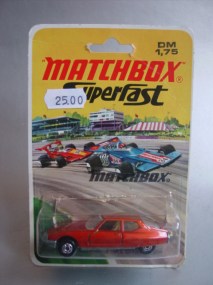 DM
1,75
MATCHBOX
25.00
Superfast
MATCHBOX